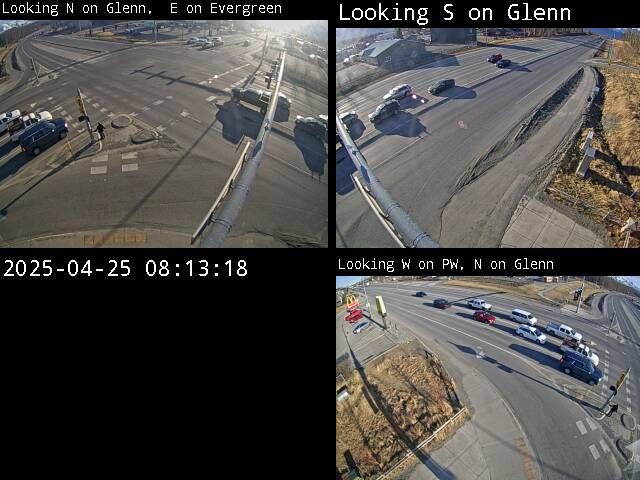 Looking N on Glenn, E on Evergreen
Looking S on Glenn
2025-04-25 08:13:18
Looking W on PW, N on Glenn